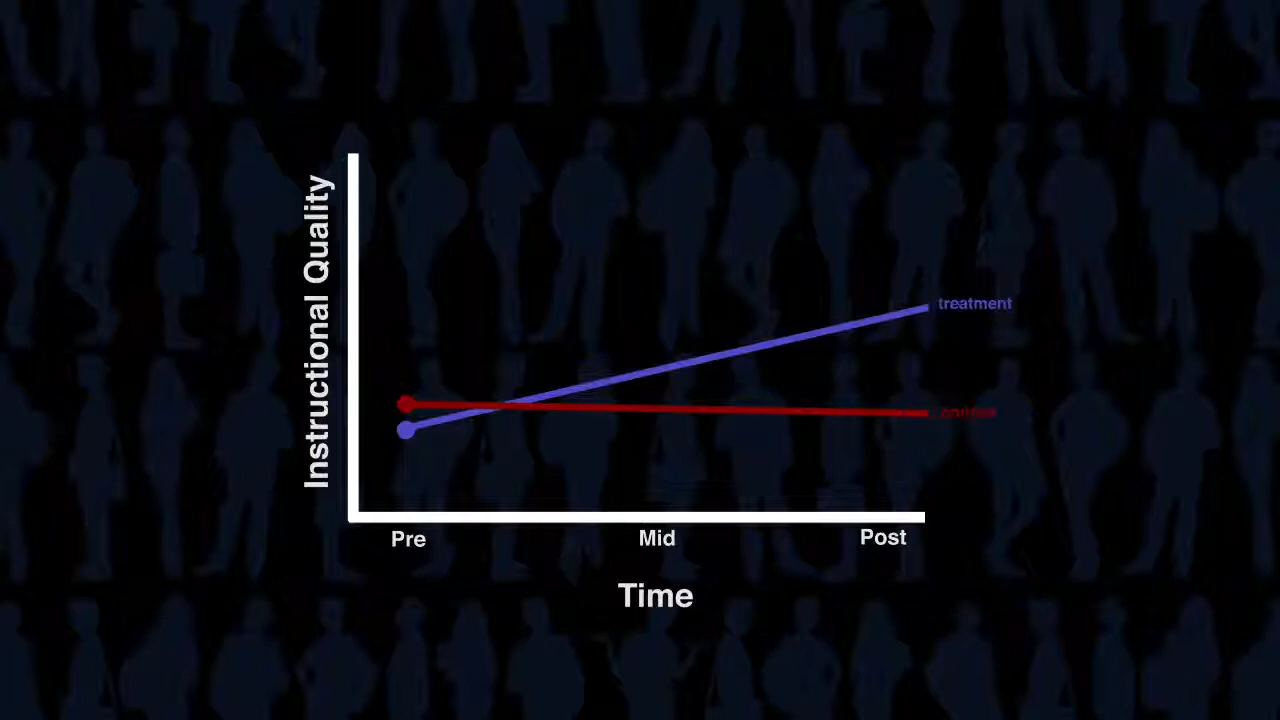 Instructional Quality
treatment
Pre
Mid
Post
Time